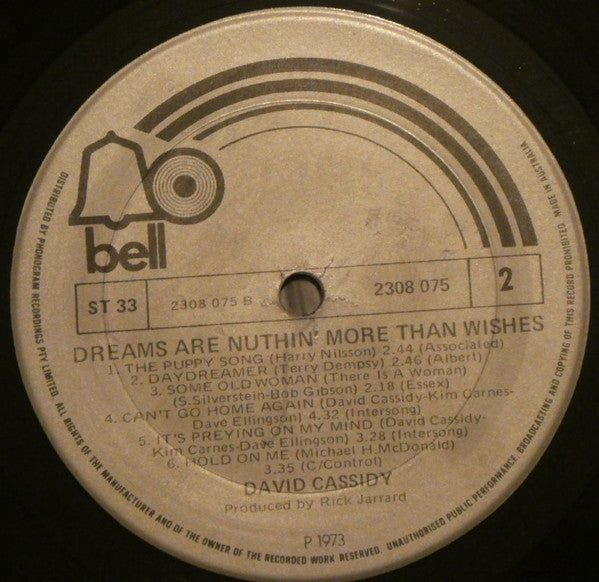 bell
ST 33
2308 075 B
2308 075
2
DREAMS ARE NUTHIN' MORE THAN WISHES
1. THE PUPPY SONG (Harry Nilsson) 2.44 (Associated)
2. DAYDREAMER (Terry Dempsy) 2.46 (Albert)
3. SOME OLD WOMAN (There Is A Woman)
(S.Silverstein-Bob Gibson) 2.18 (Essex)
4. CAN'T GO HOME AGAIN (David Cassidy-Kim Carnes-
Dave Ellingson) 4.32 (Intersong)
5. IT'S PREYING ON MY MIND (David Cassidy-
Kim Carnes-Dave Ellingson) 3.28 (Intersong)
6. HOLD ON ME (Michael H.McDonald)
3.35 (C/Control)
DAVID CASSIDY
Produced by Rick Jarrard
P 1973
DISTRIBUTED BY PHONOGRAM RECORDINGS PTY LIMITED. ALL RIGHTS OF THE MANUFACTURER AND OF THE OWNER OF THE RECORDED WORK RESERVED. UNAUTHORISED PUBLIC PERFORMANCE, BROADCASTING AND COPYING OF THIS RECORD PROHIBITED. MADE IN AUSTRALIA.